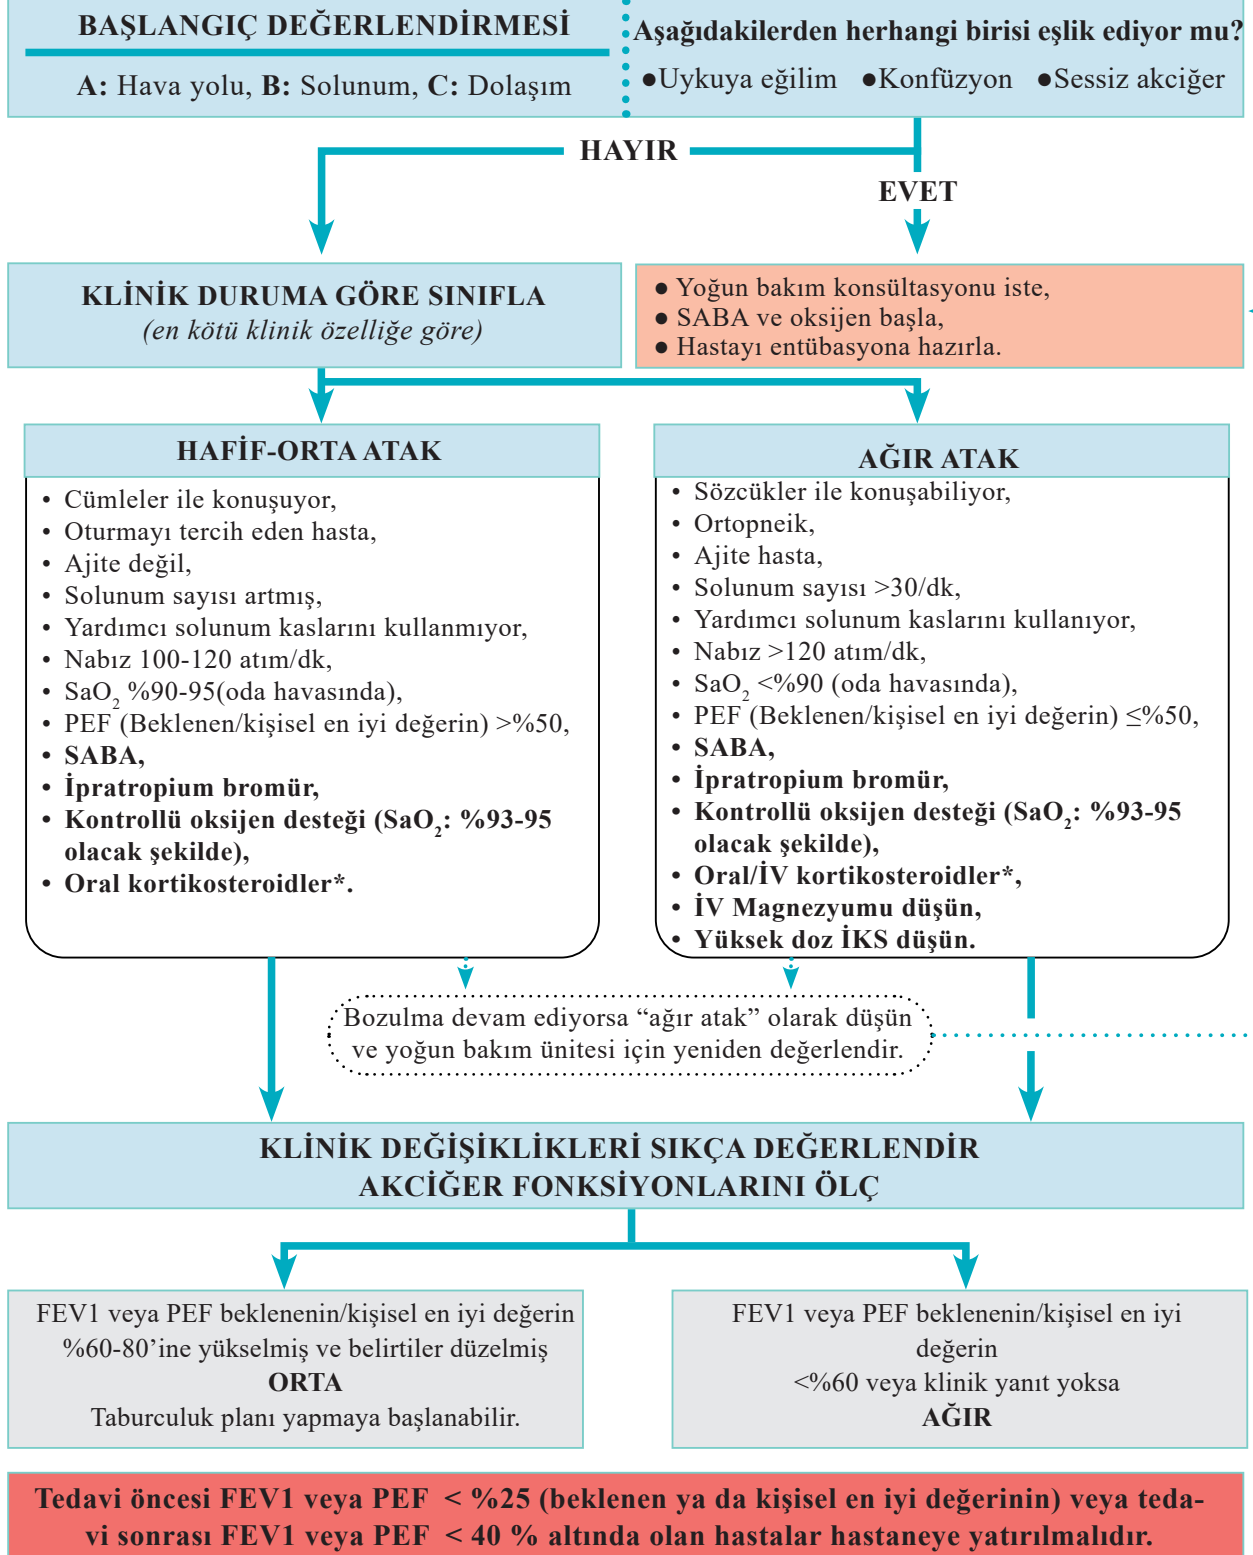 BAŞLANGIÇ DEĞERLENDİRMESİ
A: Hava yolu, B: Solunum, C: Dolaşım
Aşağıdakilerden herhangi birisi eşlik ediyor mu?
●Uykuya eğilim ●Konfüzyon ●Sessiz akciğer
HAYIR
EVET
KLİNİK DURUMA GÖRE SINIFLA
(en kötü klinik özelliğe göre)
● Yoğun bakım konsültasyonu iste,
● SABA ve oksijen başla,
● Hastayı entübasyona hazırla.
HAFİF-ORTA ATAK
• Cümleler ile konuşuyor,
• Oturmayı tercih eden hasta,
• Ajite değil,
• Solunum sayısı artmış,
• Yardımcı solunum kaslarını kullanmıyor,
• Nabız 100-120 atım/dk,
• SaO₂ %90-95(oda havasında),
• PEF (Beklenen/kişisel en iyi değerin) >%50,
• SABA,
• İpratropium bromür,
• Kontrollü oksijen desteği (SaO₂: %93-95
olacak şekilde),
• Oral kortikosteroidler*.
AĞIR ATAK
• Sözcükler ile konuşabiliyor,
• Ortopneik,
• Ajite hasta,
• Solunum sayısı >30/dk,
• Yardımcı solunum kaslarını kullanıyor,
• Nabız >120 atım/dk,
• SaO₂ <%90 (oda havasında),
• PEF (Beklenen/kişisel en iyi değerin) ≤%50,
• SABA,
• İpratropium bromür,
• Kontrollü oksijen desteği (SaO₂: %93-95
olacak şekilde),
• Oral/İV kortikosteroidler*,
• İV Magnezyumu düşün,
• Yüksek doz İKS düşün.
Bozulma devam ediyorsa “ağır atak” olarak düşün
ve yoğun bakım ünitesi için yeniden değerlendir.
KLİNİK DEĞİŞİKLİKLERİ SIKÇA DEĞERLENDİR
AKCİĞER FONKSİYONLARINI ÖLÇ
FEV1 veya PEF beklenenin/kişisel en iyi değerin
%60-80’ine yükselmiş ve belirtiler düzelmiş
ORTA
Taburculuk planı yapmaya başlanabilir.
FEV1 veya PEF beklenenin/kişisel en iyi
değerin
<%60 veya klinik yanıt yoksa
AĞIR
Tedavi öncesi FEV1 veya PEF < %25 (beklenen ya da kişisel en iyi değerinin) veya teda-
vi sonrası FEV1 veya PEF < 40 % altında olan hastalar hastaneye yatırılmalıdır.